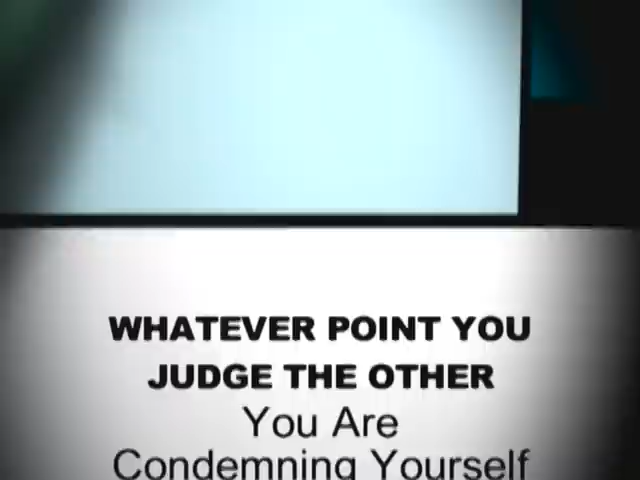 WHATEVER POINT YOU
JUDGE THE OTHER
You Are
Condemning Yourself